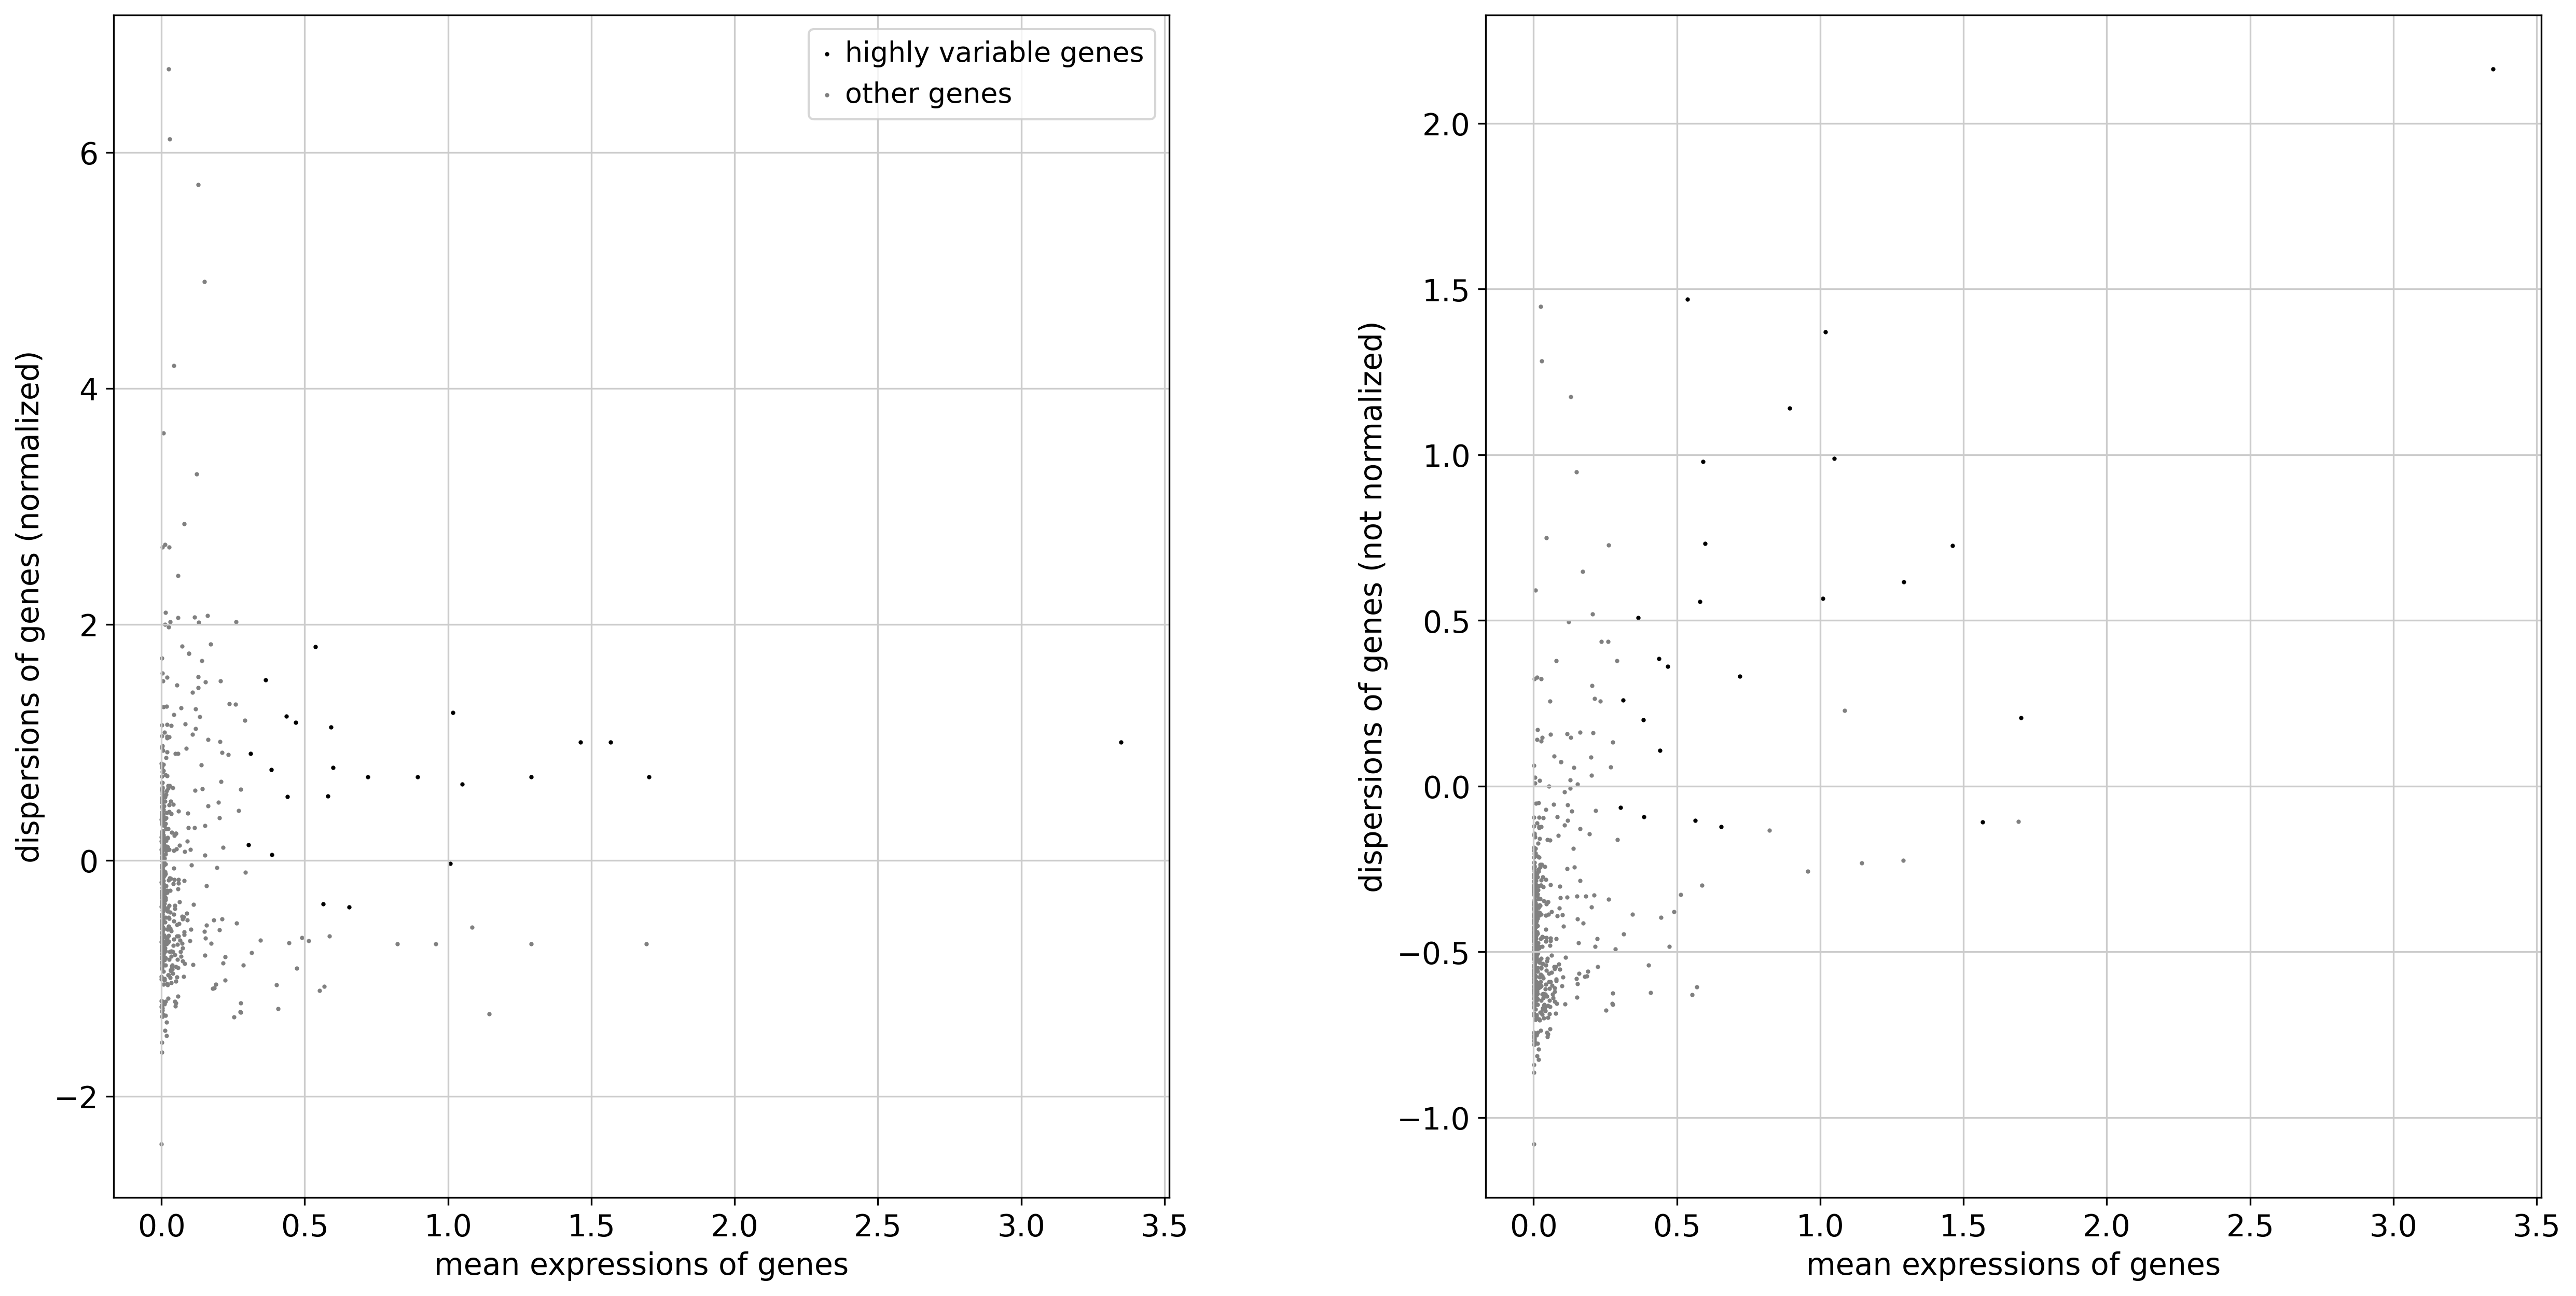 highly variable genes
other genes
6
4
2
0
−2
dispersions of genes (normalized)
0.0 0.5 1.0 1.5 2.0 2.5 3.0 3.5
mean expressions of genes
2.0
1.5
1.0
0.5
0.0
−0.5
−1.0
dispersions of genes (not normalized)
0.0 0.5 1.0 1.5 2.0 2.5 3.0 3.5
mean expressions of genes